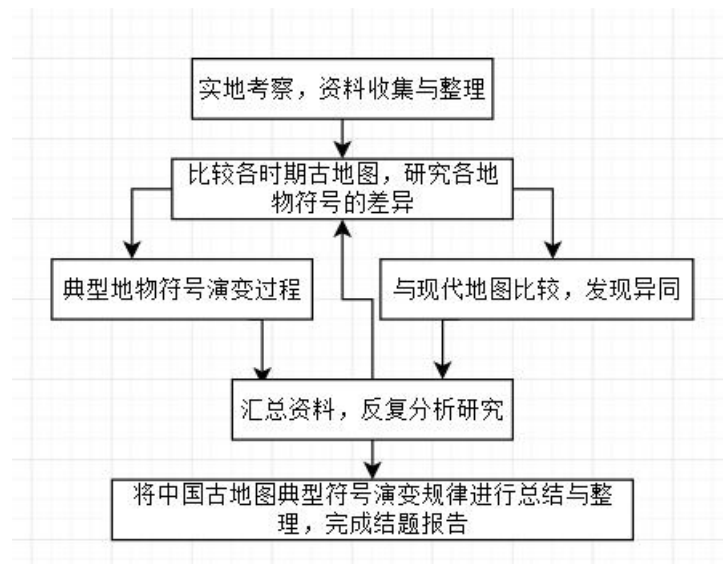 实地考察，资料收集与整理
比较各时期古地图，研究各地
物符号的差异
典型地物符号演变过程
与现代地图比较，发现异同
汇总资料，反复分析研究
将中国古地图典型符号演变规律进行总结与整
理，完成结题报告